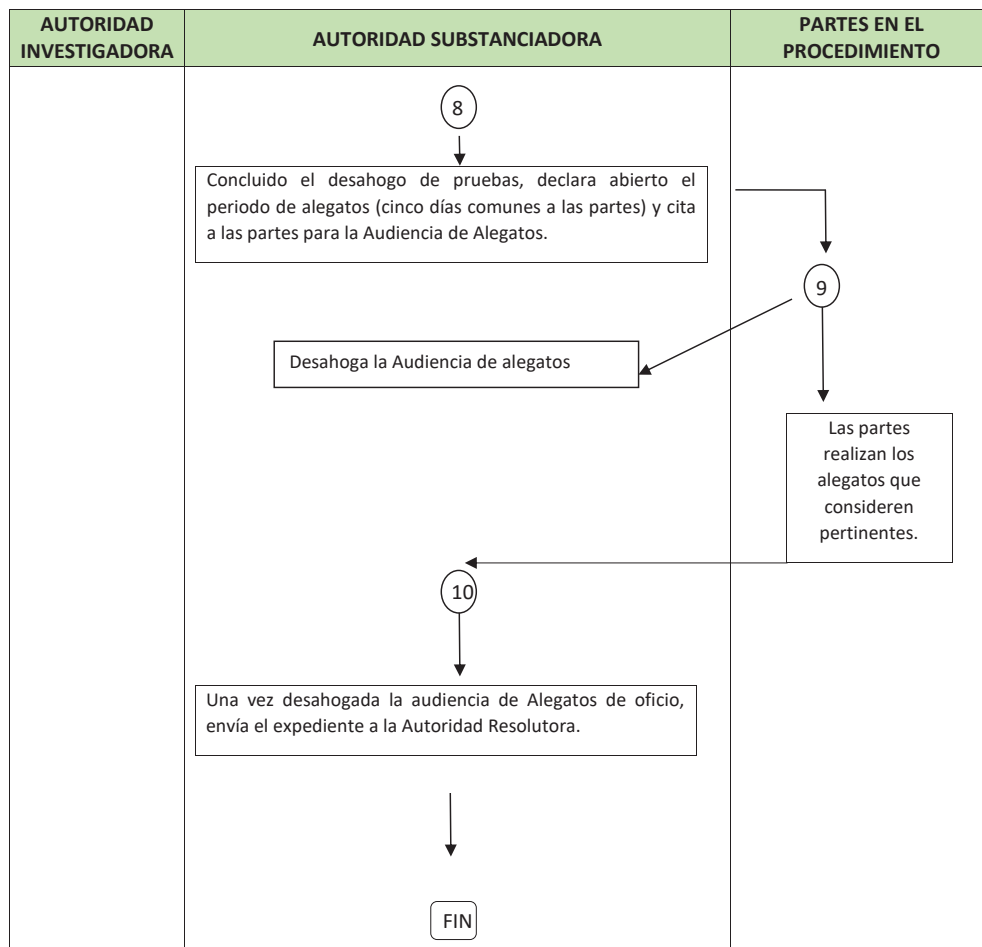 AUTORIDAD
INVESTIGADORA
AUTORIDAD SUBSTANCIADORA
PARTES EN EL
PROCEDIMIENTO
8
Concluido el desahogo de pruebas, declara abierto el
periodo de alegatos (cinco días comunes a las partes) y cita
a las partes para la Audiencia de Alegatos.
9
Desahoga la Audiencia de alegatos
Las partes
realizan los
alegatos que
consideren
pertinentes.
10
Una vez desahogada la audiencia de Alegatos de oficio,
envía el expediente a la Autoridad Resolutora.
FIN